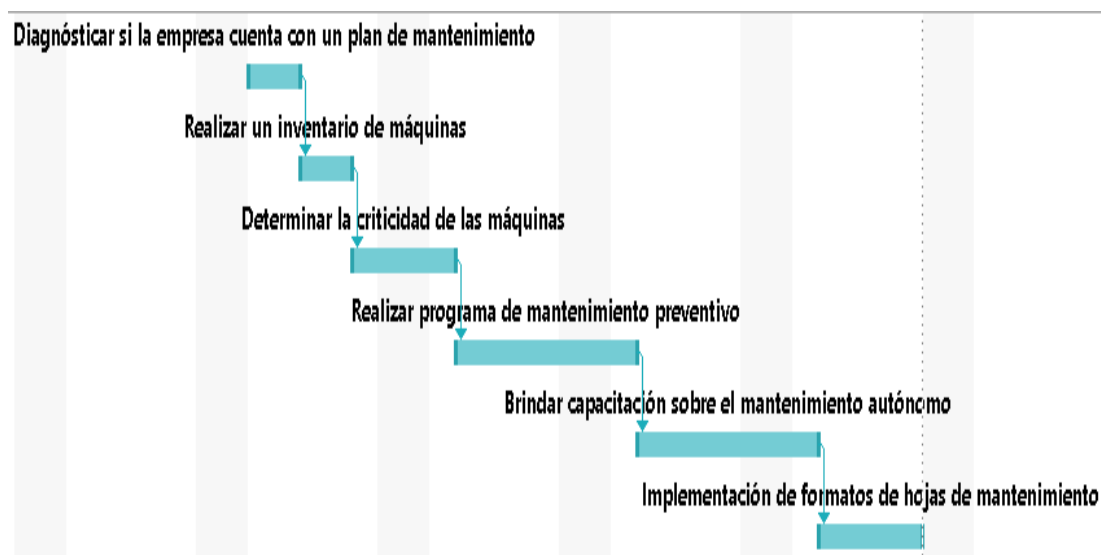 Diagnósticar si la empresa cuenta con un plan de mantenimiento
Realizar un inventario de máquinas
Determinar la criticidad de las máquinas
Realizar programa de mantenimiento preventivo
Brindar capacitación sobre el mantenimiento autónomo
Implementación de formatos de hojas de mantenimiento